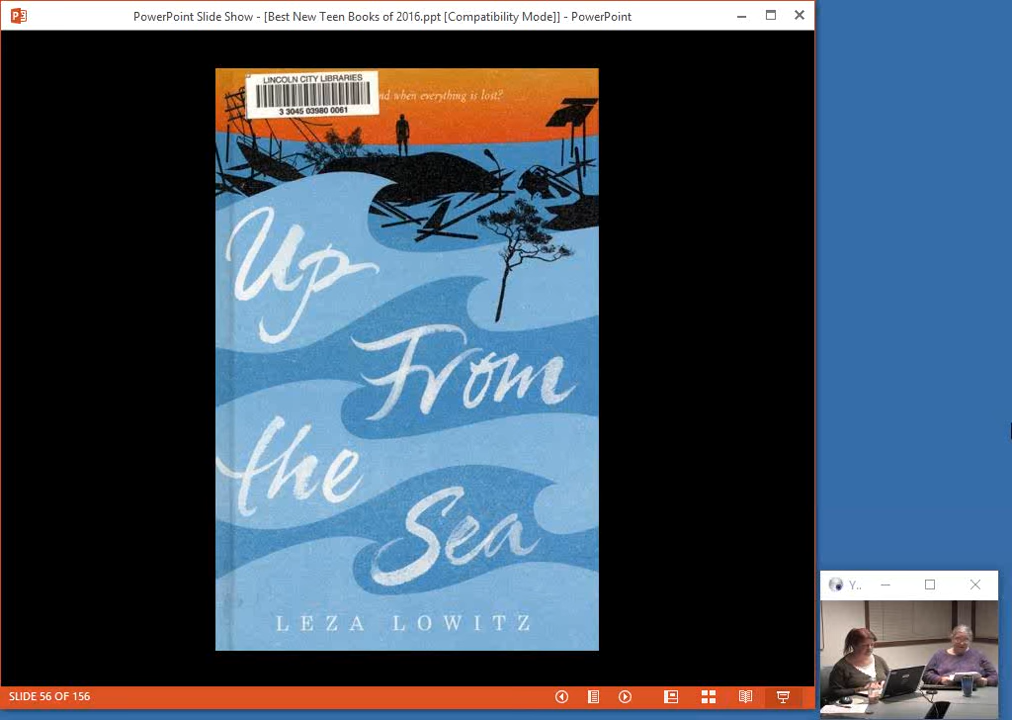 PowerPoint Slide Show - [Best New Teen Books of 2016.ppt [Compatibility Mode]] - PowerPoint
LINCOLN CITY LIBRARIES
3 3045 03980 0061
when everything is lost?
Up
From
the
Sea
LEZA LOWITZ
Y..
SLIDE 56 OF 156